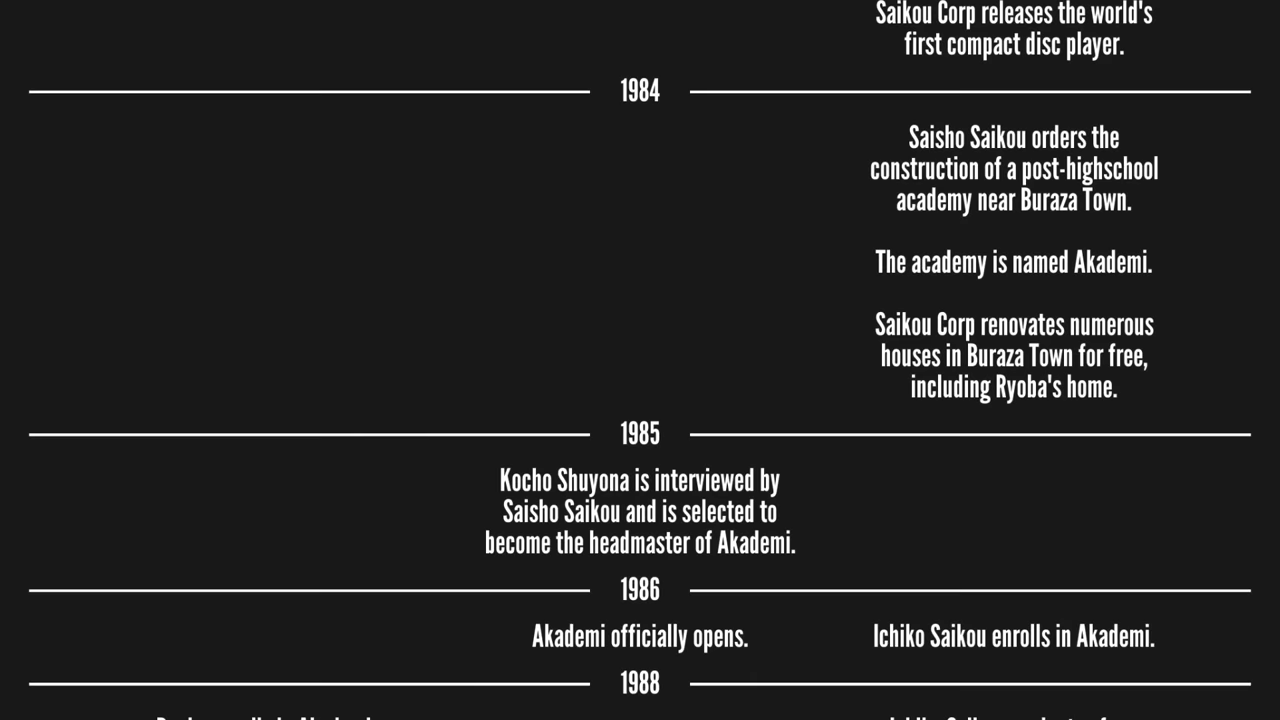 Saikou Corp releases the world's
first compact disc player.
1984
Saisho Saikou orders the
construction of a post-highschool
academy near Buraza Town.
The academy is named Akademi.
Saikou Corp renovates numerous
houses in Buraza Town for free,
including Ryoba's home.
1985
Kocho Shuyona is interviewed by
Saisho Saikou and is selected to
become the headmaster of Akademi.
1986
Akademi officially opens.
Ichiko Saikou enrolls in Akademi.
1988